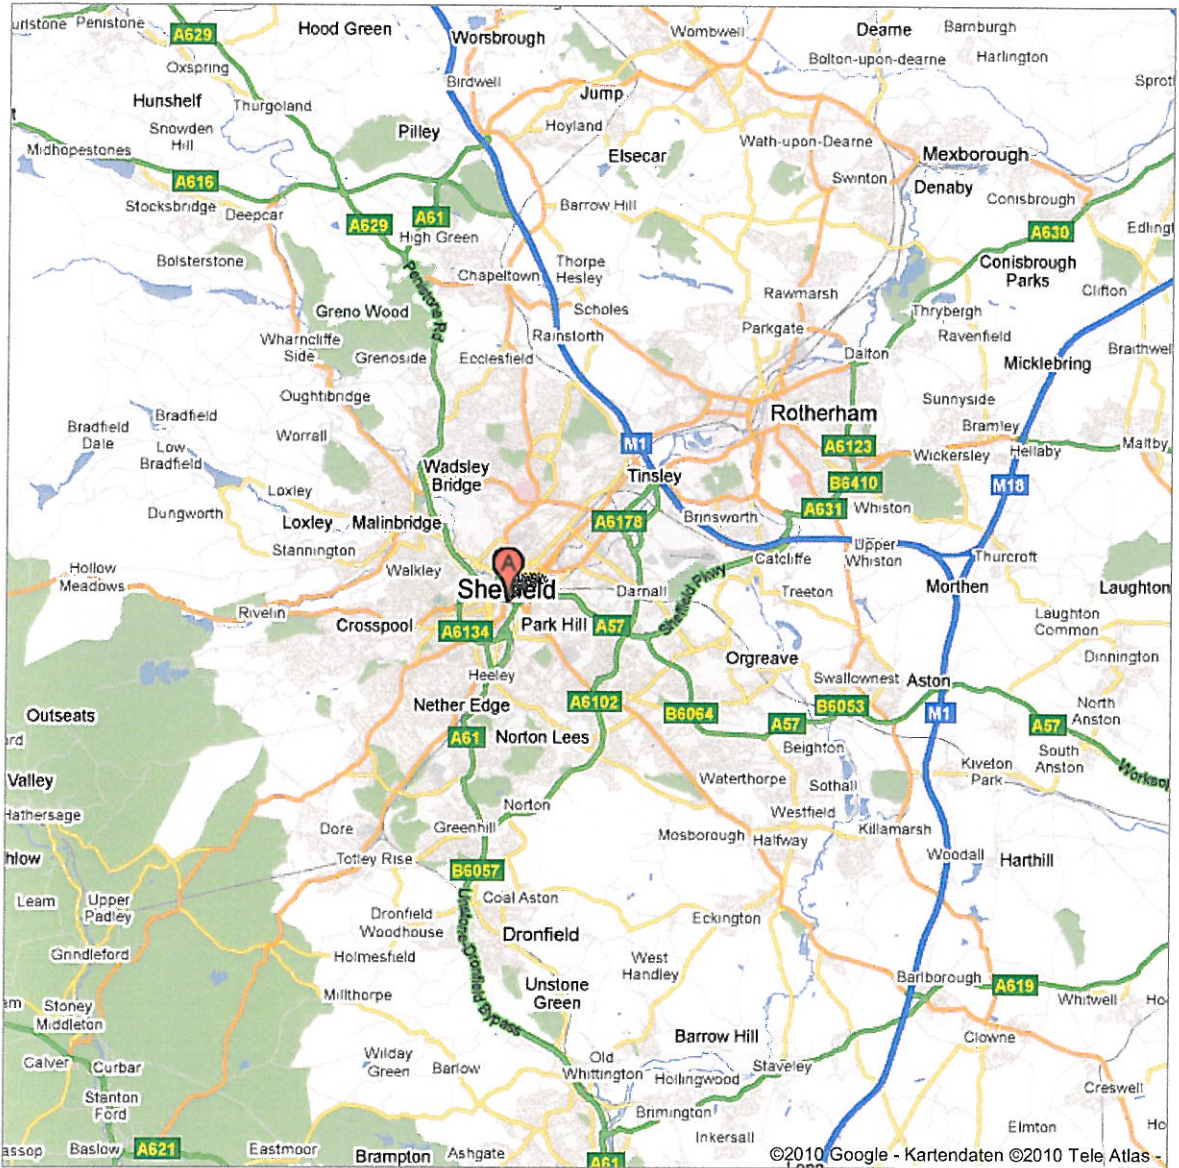 Penistone
Hood Green
A629
Worsbrough
Wombwell
Dearne
Barnburgh
Oxspring
Birdwell
Bolton-upon-dearne
Harlington
Hunshelf
Thurgoland
Jump
Snowden
Hill
Pilley
Hoyland
Midhopestones
Elsecar
Wath-upon-Dearne
Mexborough
A616
Swinton
Denaby
Stocksbridge
Deepcar
A629
A61
Barrow Hill
Conisbrough
High Green
A630
Bolsterstone
Penistone Rd
Chapeltown
Thorpe
Hesley
Conisbrough
Parks
Rawmarsh
Clifton
Greno Wood
Scholes
Thrybergh
Wharncliffe
Side
Grenoside
Ecclesfield
Rainstorth
Parkgate
Ravenfield
Dalton
Micklebring
Oughtibridge
Sunnyside
Bradfield
Rotherham
Bradfield
Dale
Worrall
M1
A6123
Bramley
Hellaby
Maltby
Low
Bradfield
Wadsley
Bridge
Tinsley
Wickersley
B6410
M18
Loxley
A631
Whiston
Dungworth
Loxley
Malinbridge
A6178
Brinsworth
Stannington
Upper
Whiston
Catcliffe
Thurcroft
Hollow
Meadows
Walkley
A
Sheffield
Darnall
Sheffield Pkwy
Treeton
Morthen
Laughton
Rivelin
Crosspool
A6134
Park Hill
A57
Laughton
Common
Orgreave
Dinnington
Heeley
Swallownest
Aston
Nether Edge
A6102
B6064
B6053
M1
North
Anston
Outseats
A57
A57
A61
Norton Lees
Beighton
South
Anston
Valley
Waterthorpe
Sothall
Kiveton
Park
Hathersage
Norton
Westfield
Dore
Greenhill
Mosborough
Halfway
Killamarsh
Totley Rise
Woodall
Harthill
B6057
Leam
Upper
Padley
Coal Aston
Dronfield
Woodhouse
Eckington
Unstone-Dronfield Bypass
Dronfield
Grindleford
Holmesfield
West
Handley
Barlborough
A619
Millthorpe
Unstone
Green
Whitwell
Stoney
Middleton
Barrow Hill
Clowne
Calver
Curbar
Wilday
Green
Barlow
Old
Whittington
Hollingwood
Staveley
Creswell
Stanton
Ford
Brimington
Elmton
Inkersall
Baslow
A621
Eastmoor
Brampton
Ashgate
A61
©2010 Google - Kartendaten ©2010 Tele Atlas -